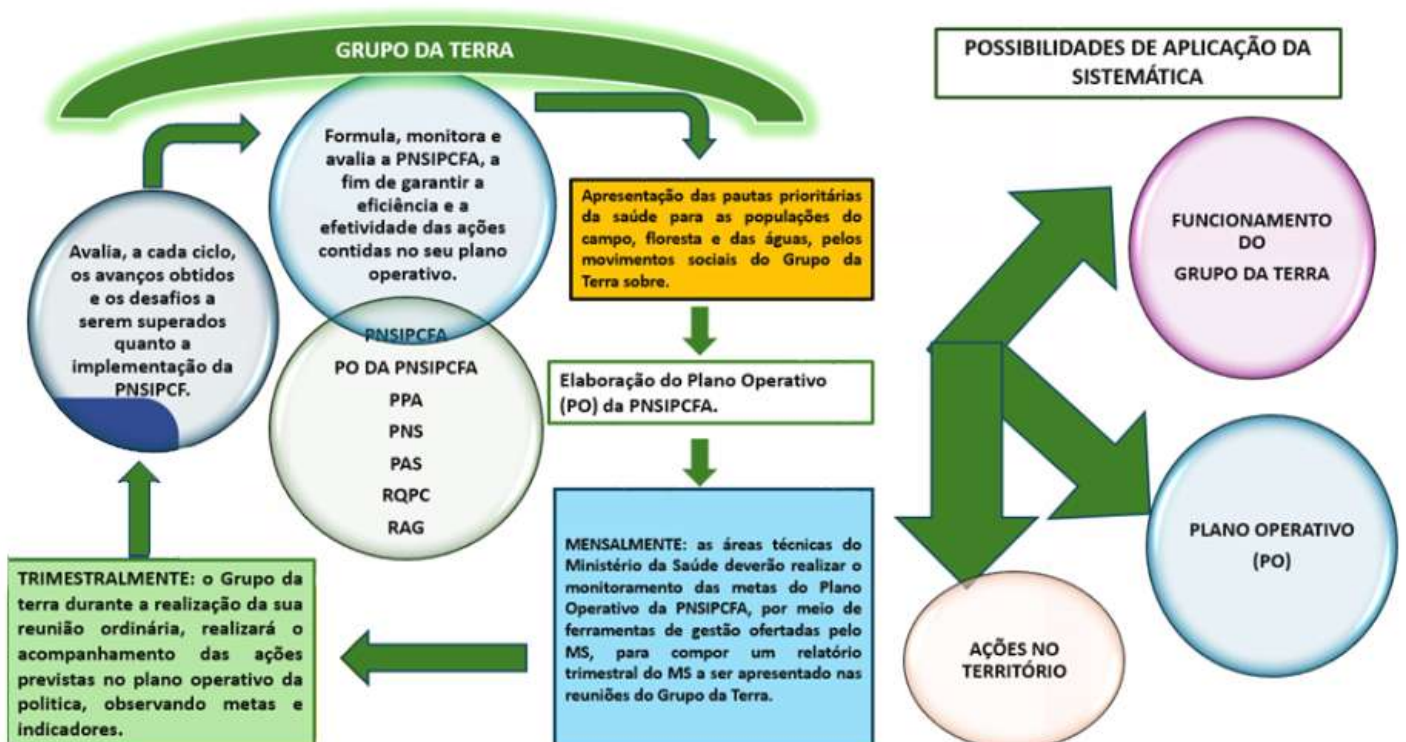 GRUPO DA TERRA
Formula, monitora e
avalia a PNSIPCFA, a
fim de garantir a
eficiência e a
efetividade das ações
contidas no seu plano
operativo.
Apresentação das pautas prioritárias
da saúde para as populações do
campo, floresta e das águas, pelos
movimentos sociais do Grupo da
Terra sobre.
Elaboração do Plano Operativo
(PO) da PNSIPCFA.
MENSALMENTE: as áreas técnicas do
Ministério da Saúde deverão realizar o
monitoramento das metas do Plano
Operativo da PNSIPCFA, por meio de
ferramentas de gestão ofertadas pelo
MS, para compor um relatório
trimestral do MS a ser apresentado nas
reuniões do Grupo da Terra.
TRIMESTRALMENTE: o Grupo da
terra durante a realização da sua
reunião ordinária, realizará o
acompanhamento das ações
previstas no plano operativo da
politica, observando metas e
indicadores.
Avalia, a cada ciclo,
os avanços obtidos
e os desafios a
serem superados
quanto a
implementação da
PNSIPCF.
PNSIPCFA
PO DA PNSIPCFA
PPA
PNS
PAS
RQPC
RAG
POSSIBILIDADES DE APLICAÇÃO DA
SISTEMÁTICA
FUNCIONAMENTO
DO
GRUPO DA TERRA
PLANO OPERATIVO
(PO)
AÇÕES NO
TERRITÓRIO